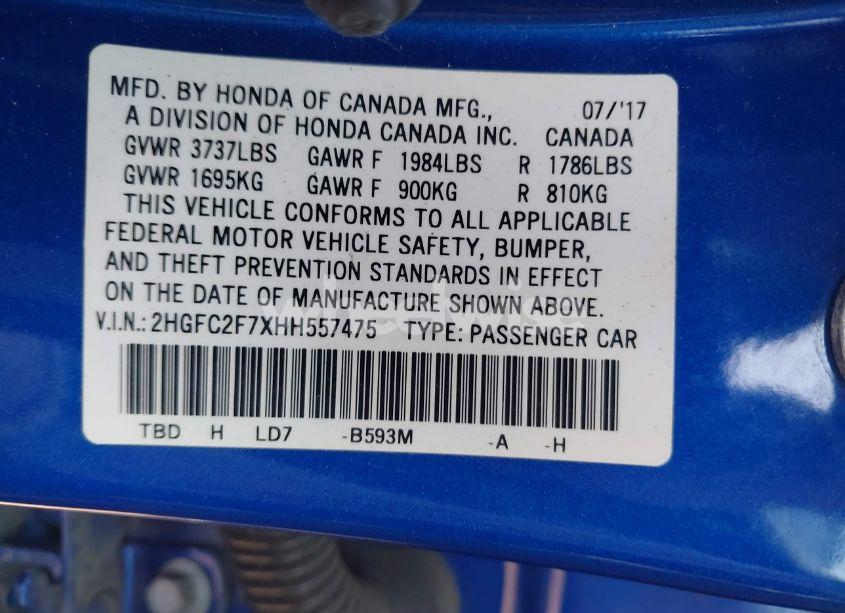 MFD. BY HONDA OF CANADA MFG., 07/'17
A DIVISION OF HONDA CANADA INC. CANADA
GVWR 3737LBS GAWR F 1984LBS R 1786LBS
GVWR 1695KG GAWR F 900KG R 810KG
THIS VEHICLE CONFORMS TO ALL APPLICABLE
FEDERAL MOTOR VEHICLE SAFETY, BUMPER,
AND THEFT PREVENTION STANDARDS IN EFFECT
ON THE DATE OF MANUFACTURE SHOWN ABOVE.
V.I.N.: 2HGFC2F7XHH557475 TYPE: PASSENGER CAR
TBD H LD7 -B593M -A -H